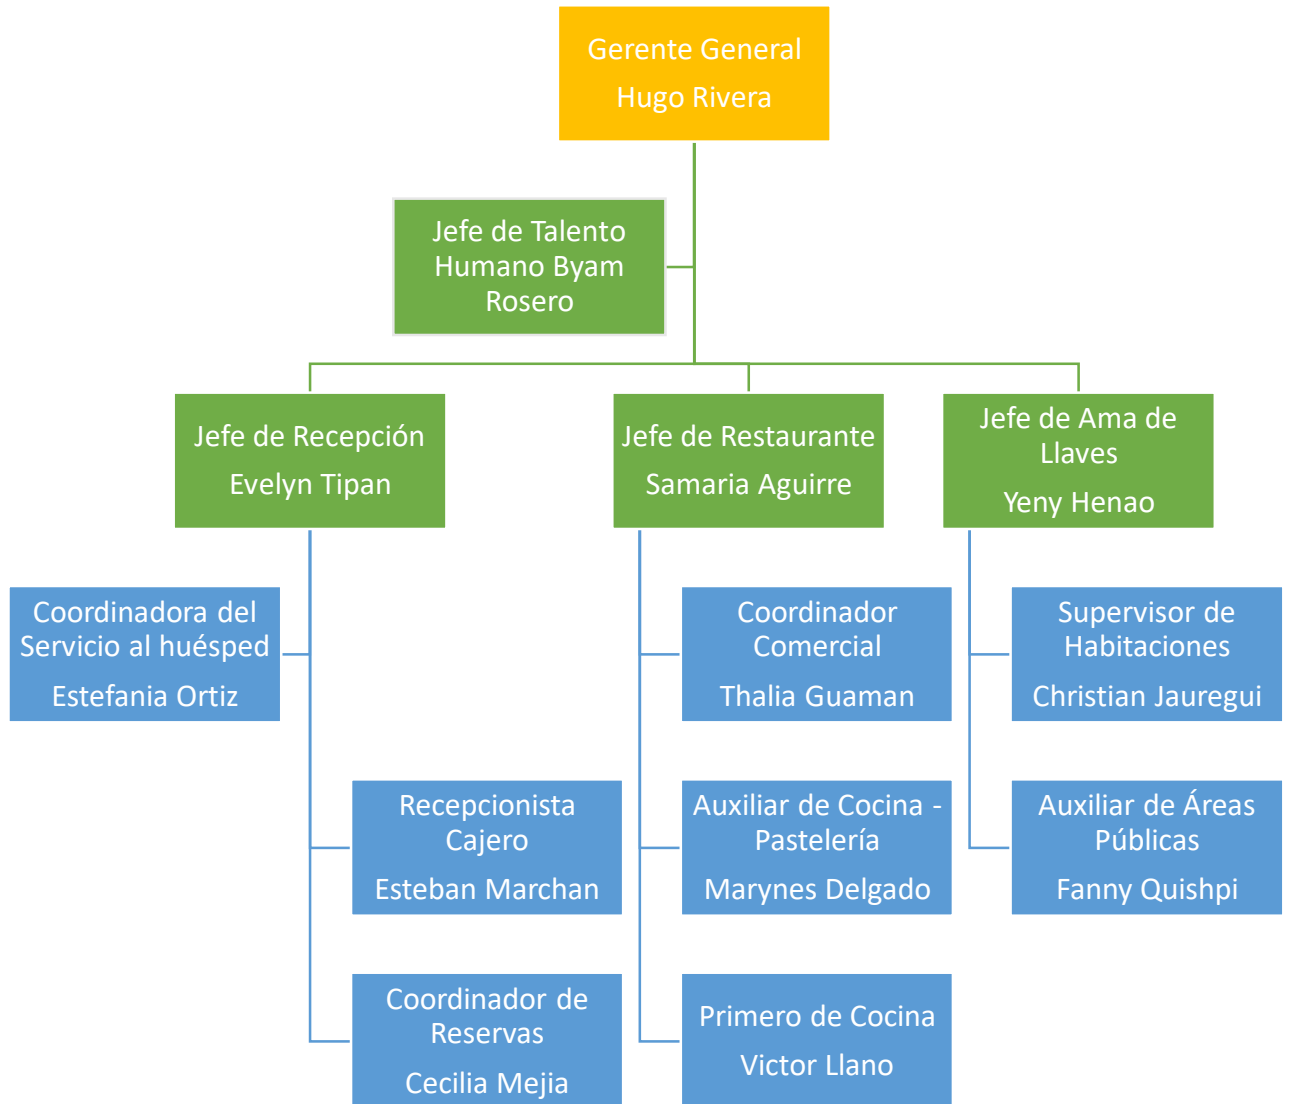 Gerente General
Hugo Rivera
Jefe de Talento
Humano Byam
Rosero
Jefe de Recepción
Evelyn Tipan
Jefe de Restaurante
Samaria Aguirre
Jefe de Ama de
Llaves
Yeny Henao
Coordinadora del
Servicio al huésped
Estefania Ortiz
Coordinador
Comercial
Thalia Guaman
Supervisor de
Habitaciones
Christian Jauregui
Recepcionista
Cajero
Esteban Marchan
Auxiliar de Cocina -
Pastelería
Marynes Delgado
Auxiliar de Áreas
Públicas
Fanny Quishpi
Coordinador de
Reservas
Cecilia Mejia
Primero de Cocina
Victor Llano